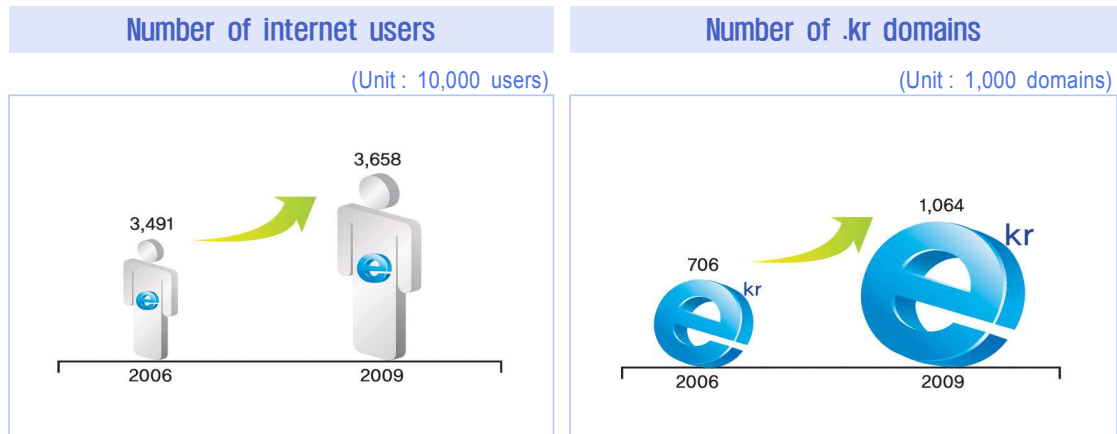 Number of internet users
(Unit : 10,000 users)
3,491
3,658
2006
2009
Number of .kr domains
(Unit : 1,000 domains)
706
kr
1,064
kr
2006
2009